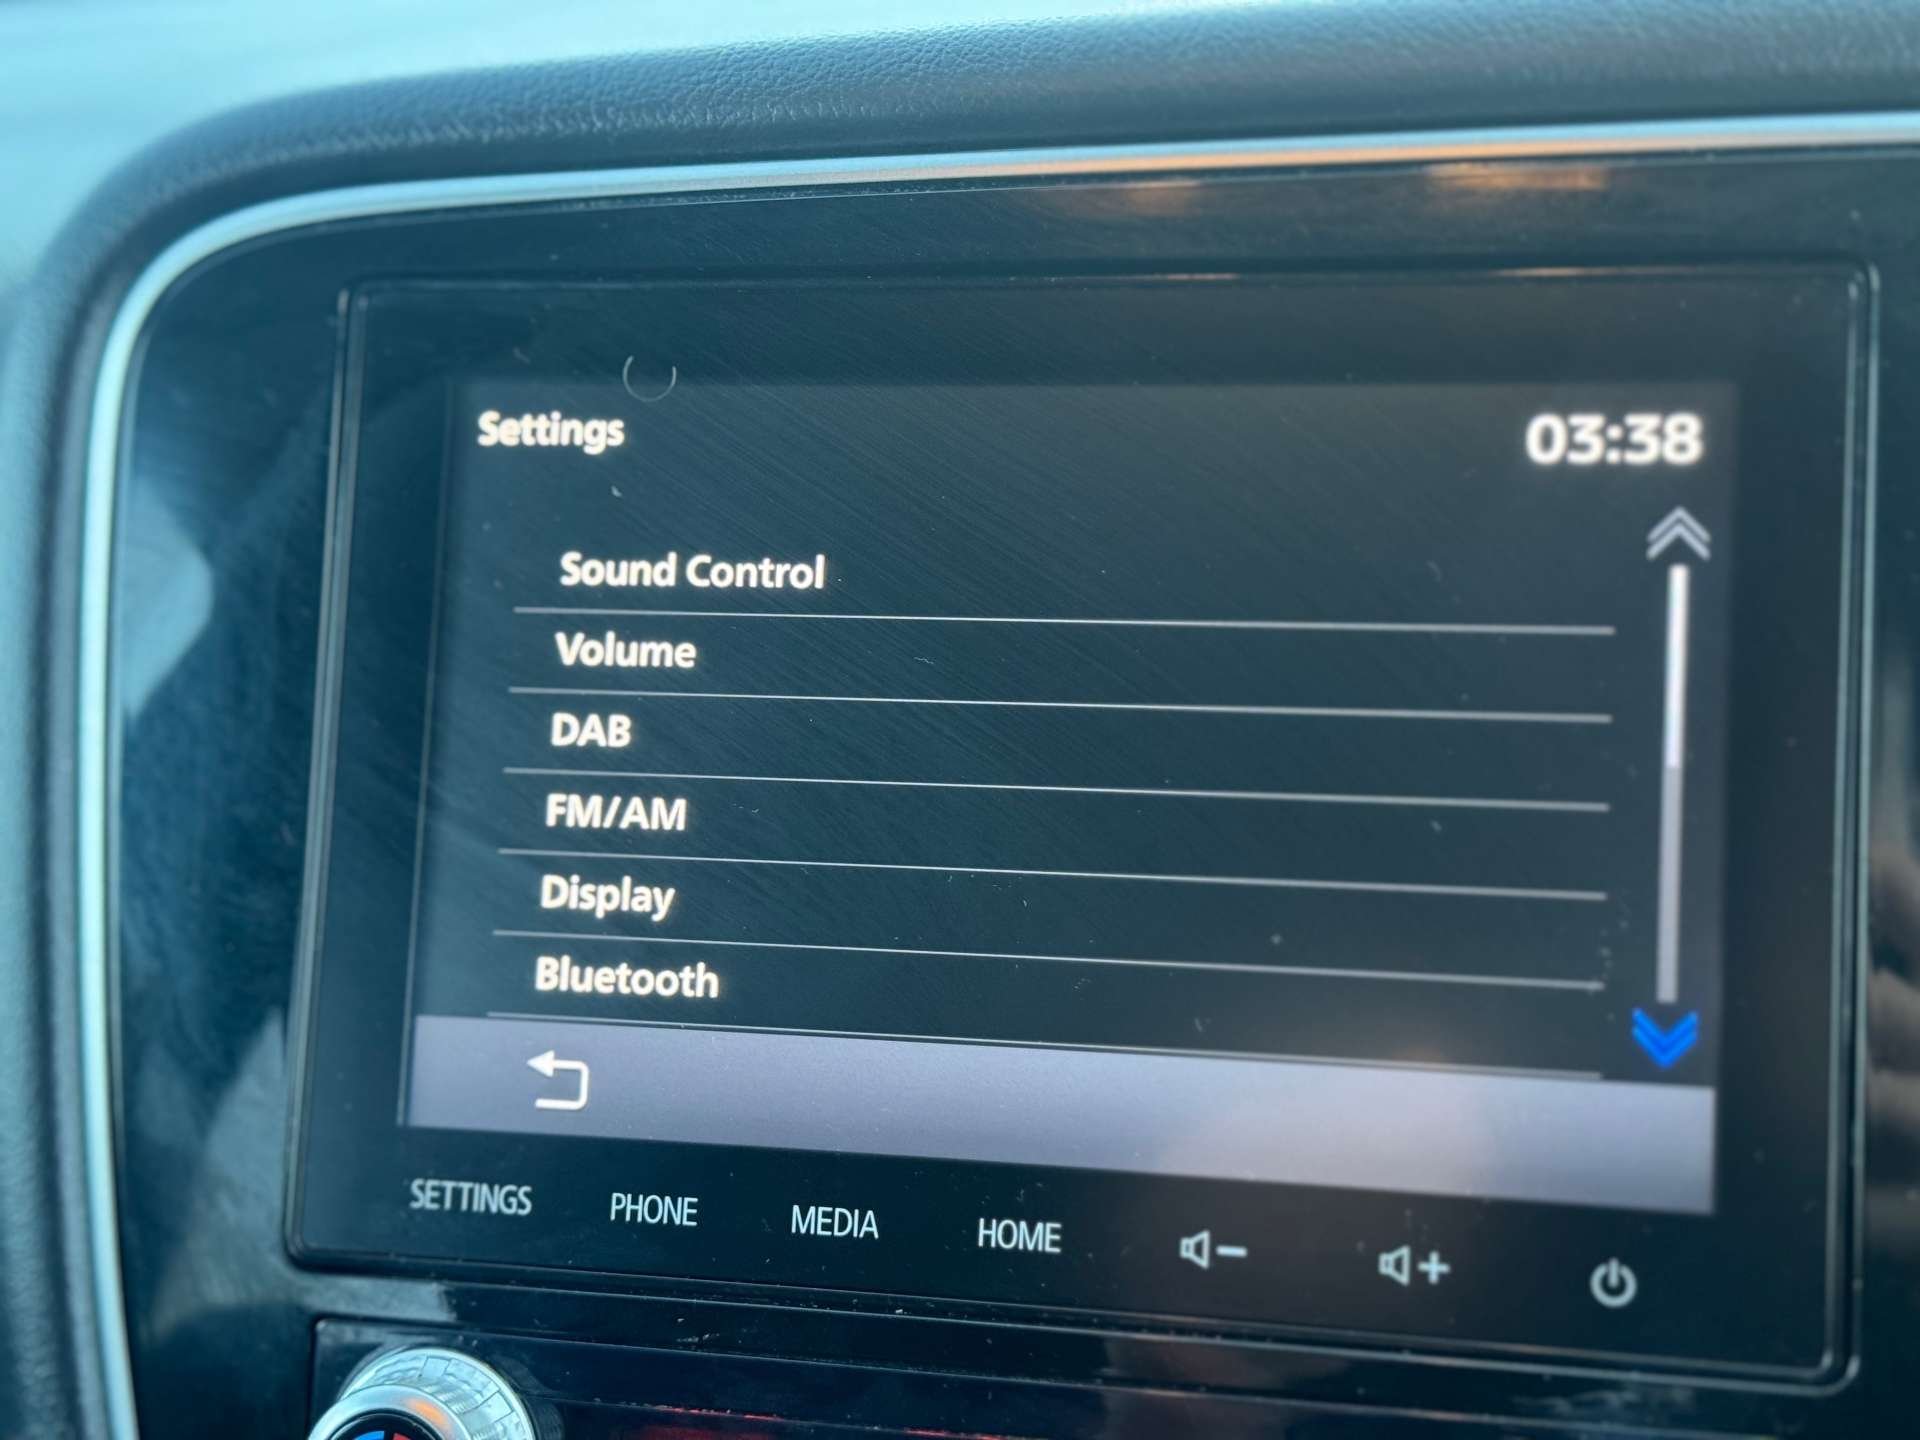 Settings
03:38
Sound Control
Volume
DAB
FM/AM
Display
Bluetooth
SETTINGS
PHONE
MEDIA
HOME